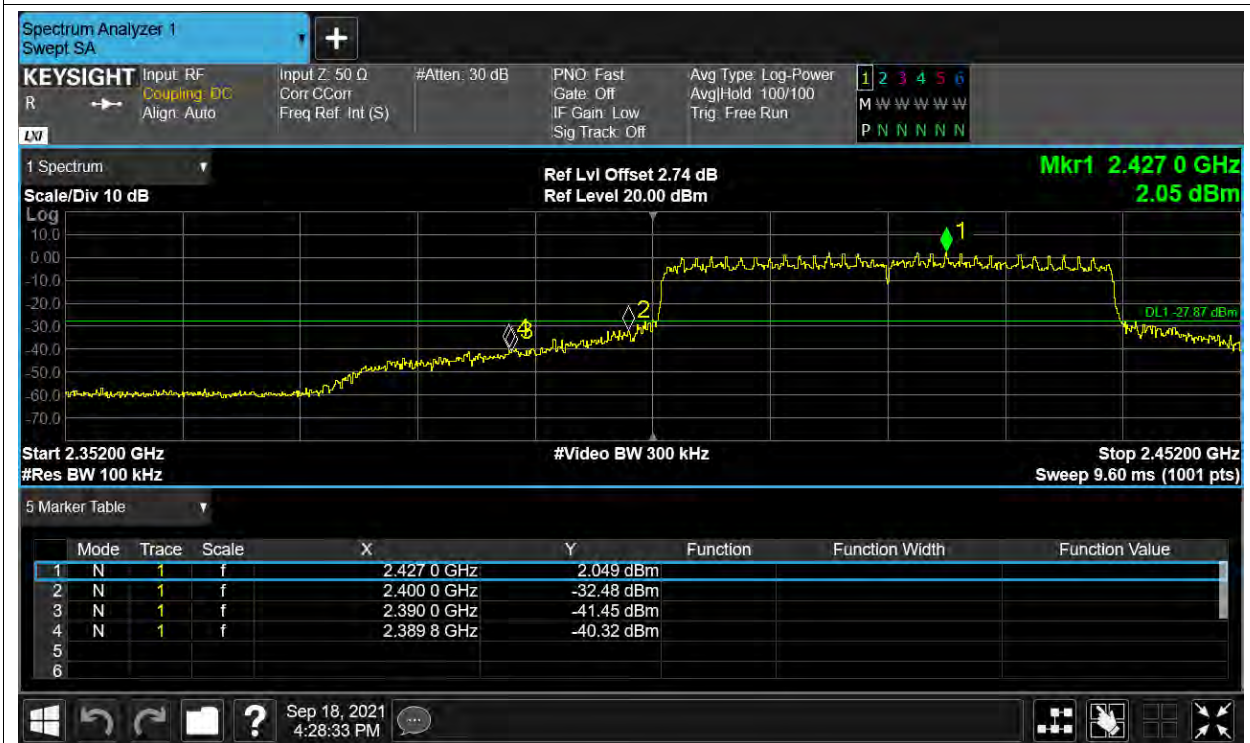 Spectrum Analyzer 1
Swept SA
KEYSIGHT
R
LXI
Input: RF
Coupling: DC
Align: Auto
Input Z: 50 Ω
Corr CCorr
Freq Ref: Int (S)
#Atten: 30 dB
PNO: Fast
Gate: Off
IF Gain: Low
Sig Track: Off
Avg Type: Log-Power
Avg|Hold: 100/100
Trig: Free Run
1 2 3 4 5 6
M W W W W W
P N N N N N
1 Spectrum
Scale/Div 10 dB
Ref Lvl Offset 2.74 dB
Ref Level 20.00 dBm
Mkr1 2.427 0 GHz
2.05 dBm
Log
10.0
0.00
-10.0
-20.0
-30.0
-40.0
-50.0
-60.0
-70.0
1
2
4
3
DL1 -27.87 dBm
Start 2.35200 GHz
#Video BW 300 kHz
Stop 2.45200 GHz
#Res BW 100 kHz
Sweep 9.60 ms (1001 pts)
5 Marker Table
Mode Trace Scale X Y Function Function Width Function Value
1 N 1 f 2.427 0 GHz 2.049 dBm
2 N 1 f 2.400 0 GHz -32.48 dBm
3 N 1 f 2.390 0 GHz -41.45 dBm
4 N 1 f 2.389 8 GHz -40.32 dBm
5
6
?
Sep 18, 2021
4:28:33 PM